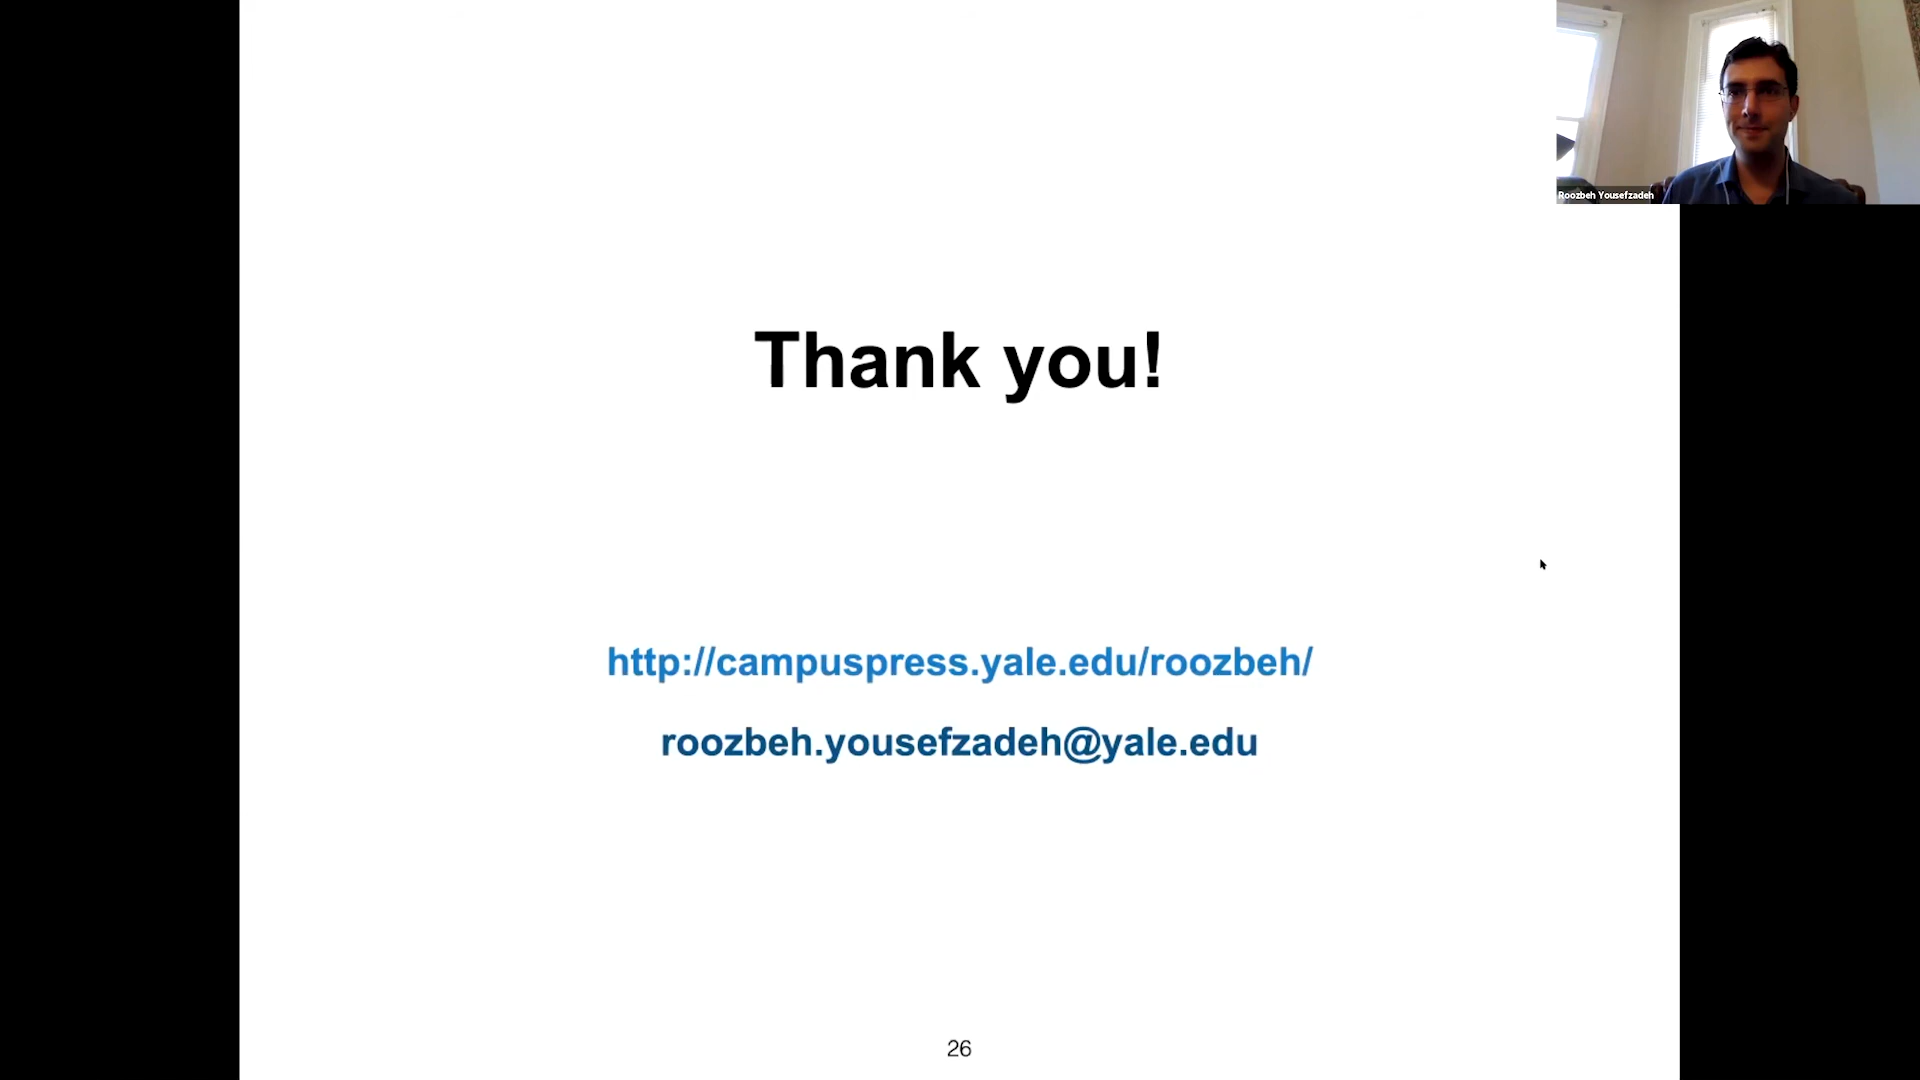 Roozbeh Yousefzadeh
Thank you!
http://campuspress.yale.edu/roozbeh/
roozbeh.yousefzadeh@yale.edu
26